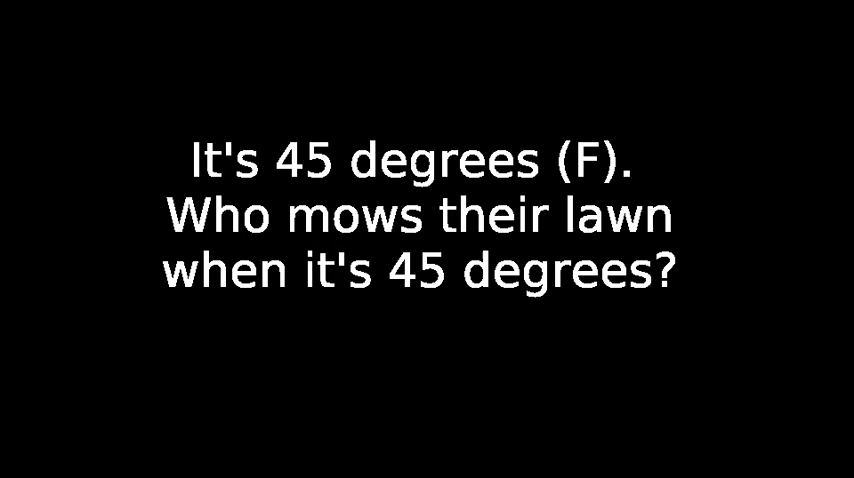 It's 45 degrees (F).
Who mows their lawn
when it's 45 degrees?